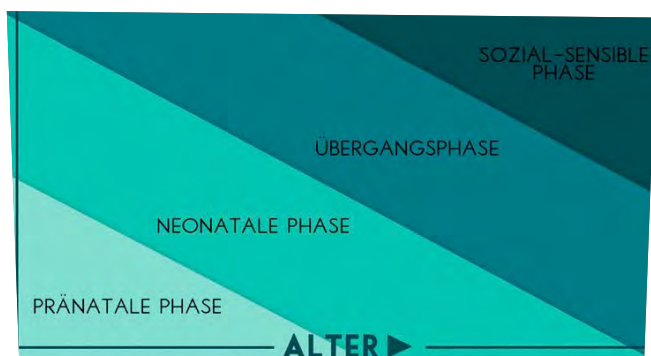 SOZIAL-SENSIBLE
PHASE
ÜBERGANGSPHASE
NEONATALE PHASE
PRÄNATALE PHASE
ALTER